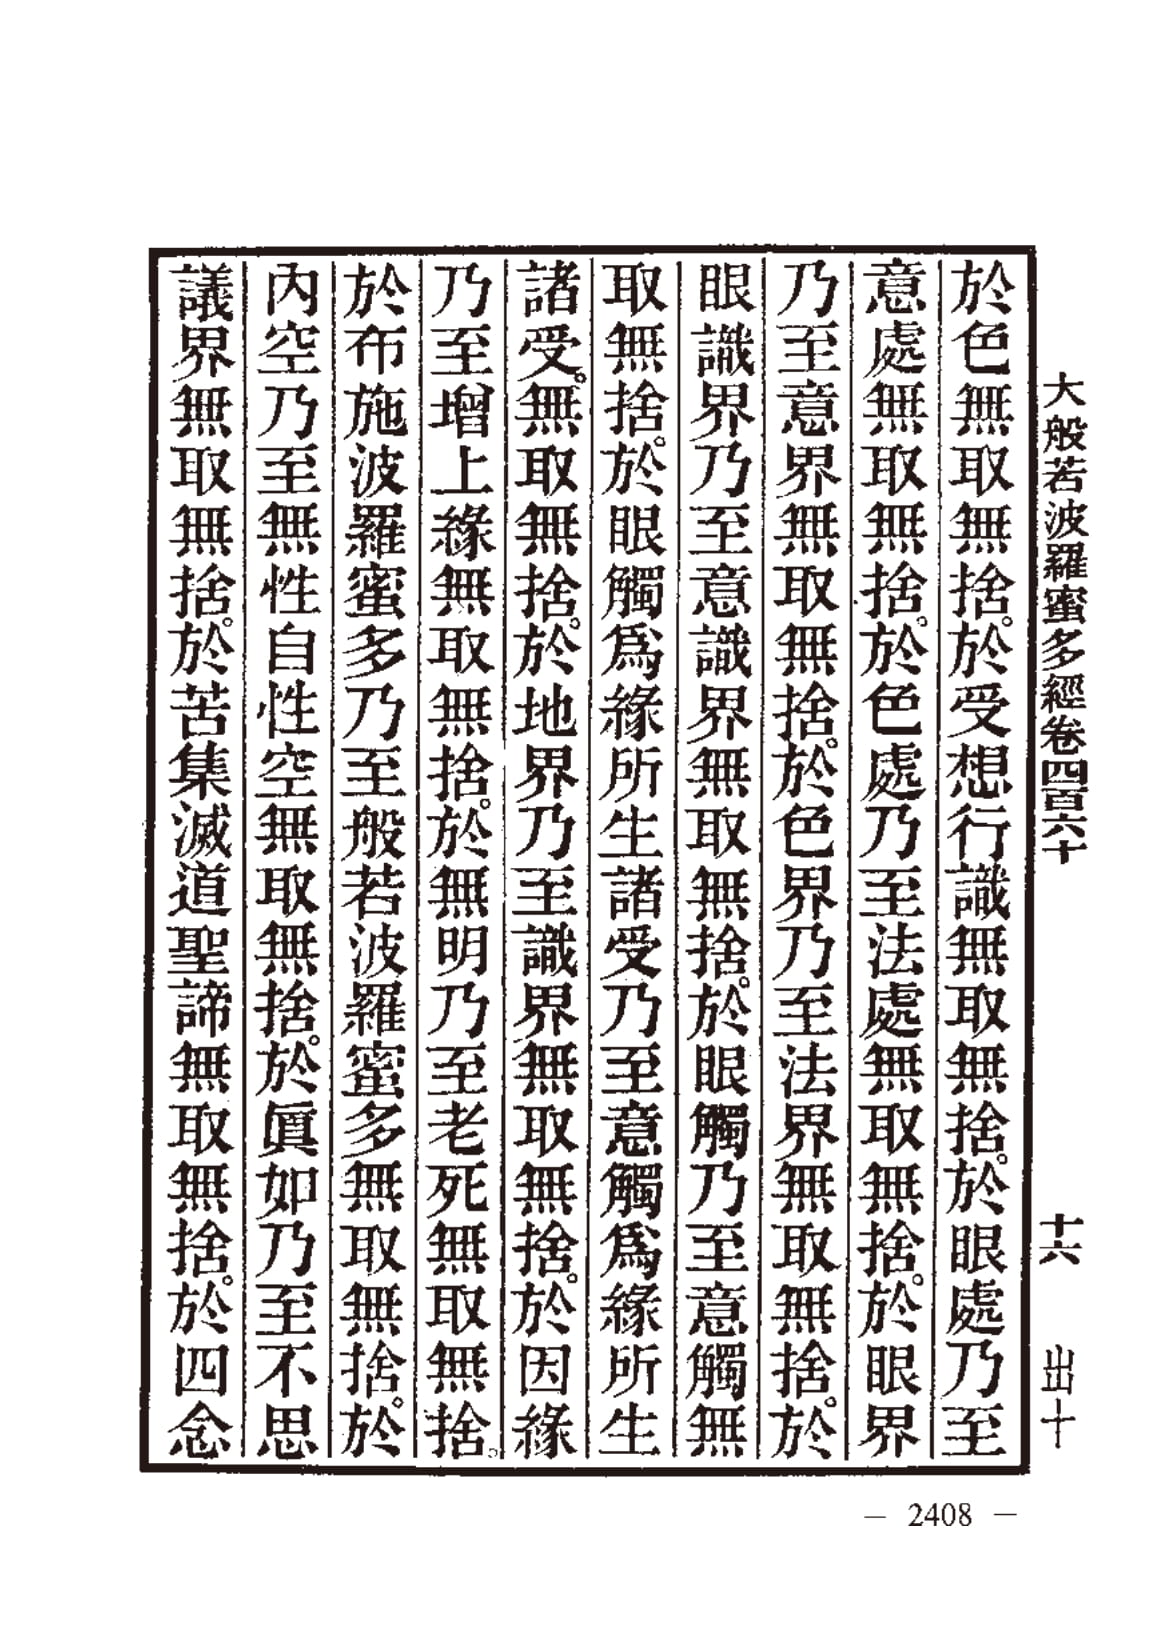 大般若波羅蜜多經卷四百六十 十六 出十
於色無取無捨。於受想行識無取無捨。於眼處乃至
意處無取無捨。於色處乃至法處無取無捨。於眼界
乃至意界無取無捨。於色界乃至法界無取無捨。於
眼識界乃至意識界無取無捨。於眼觸乃至意觸無
取無捨。於眼觸爲緣所生諸受乃至意觸爲緣所生
諸受。無取無捨。於地界乃至識界無取無捨。於因緣
乃至增上緣無取無捨。於無明乃至老死無取無捨。
於布施波羅蜜多乃至般若波羅蜜多無取無捨。於
內空乃至無性自性空無取無捨。於眞如乃至不思
議界無取無捨。於苦集滅道聖諦無取無捨。於四念
— 2408 —